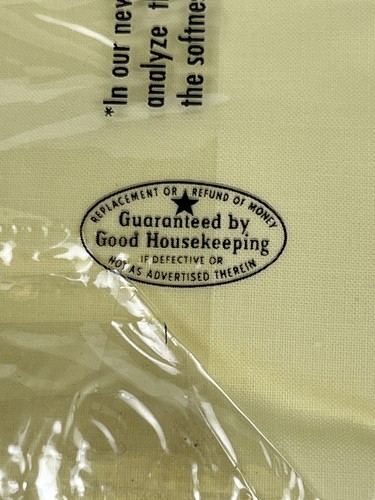 *In our new
analyze
the softne
REPLACEMENT OR REFUND OF MONEY
Guaranteed by
Good Housekeeping
IF DEFECTIVE OR
NOT AS ADVERTISED THEREIN